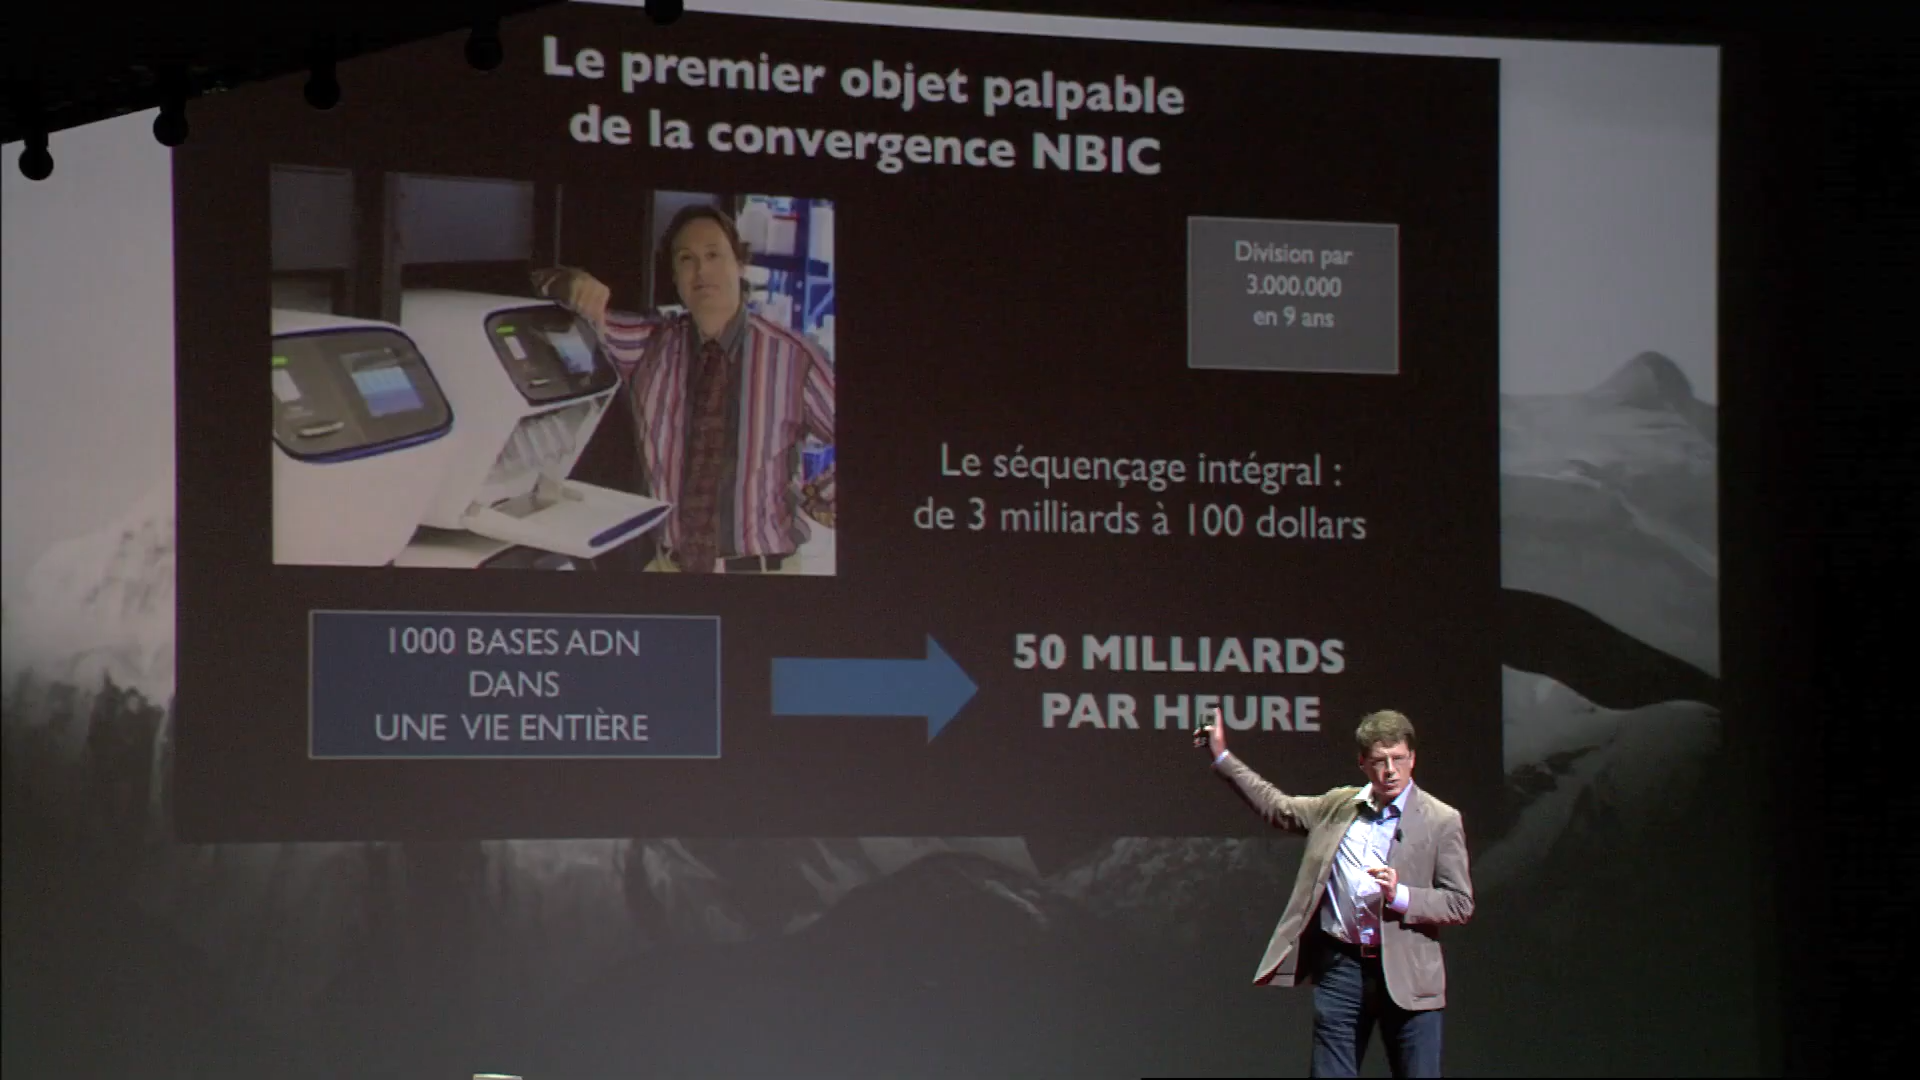 Le premier objet palpable
de la convergence NBIC
Division par
3.000.000
en 9 ans
Le séquençage intégral :
de 3 milliards à 100 dollars
1000 BASES ADN
DANS
UNE VIE ENTIÈRE
50 MILLIARDS
PAR HEURE